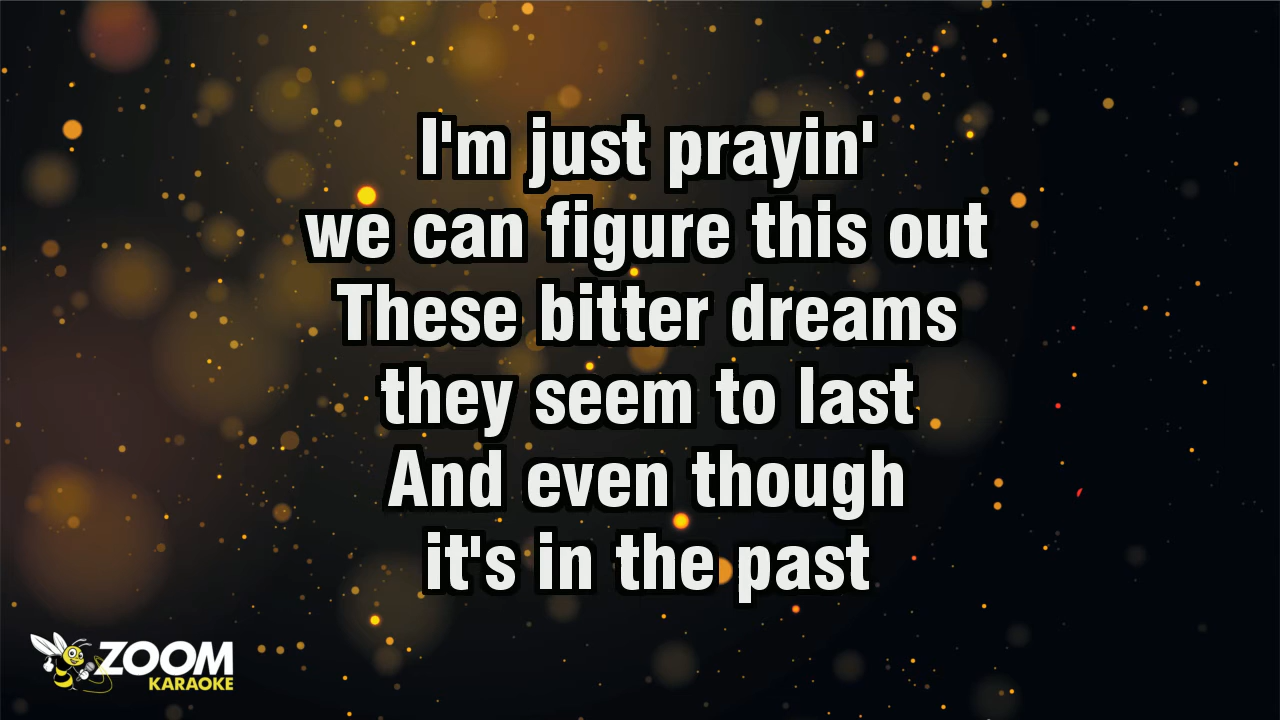 I'm just prayin'
we can figure this out
These bitter dreams
they seem to last
And even though
it's in the past
ZOOM
KARAOKE